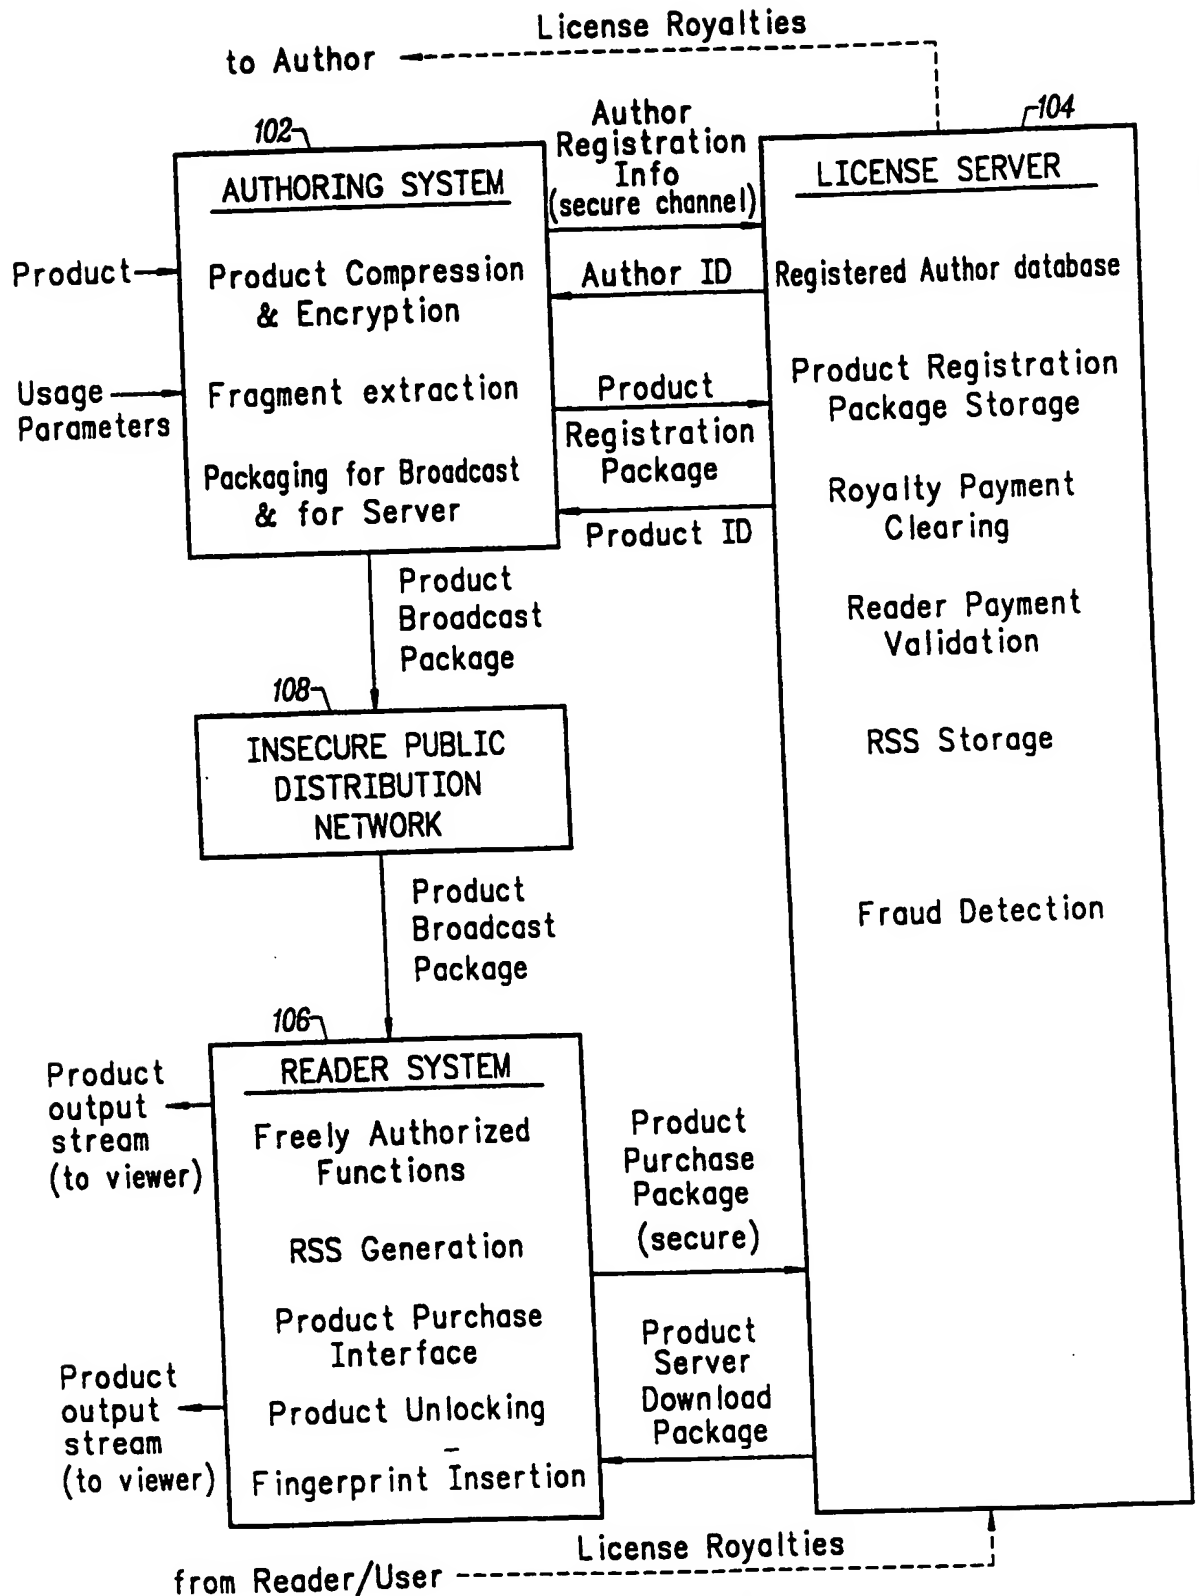 License Royalties
to Author
102
AUTHORING SYSTEM
Product Compression
& Encryption
Fragment extraction
Packaging for Broadcast
& for Server
Product
Usage
Parameters
Author
Registration
Info
(secure channel)
Author ID
Product
Registration
Package
Product ID
104
LICENSE SERVER
Registered Author database
Product Registration
Package Storage
Royalty Payment
Clearing
Reader Payment
Validation
RSS Storage
Fraud Detection
Product
Broadcast
Package
108
INSECURE PUBLIC
DISTRIBUTION
NETWORK
Product
Broadcast
Package
106
READER SYSTEM
Freely Authorized
Functions
RSS Generation
Product Purchase
Interface
Product Unlocking
Fingerprint Insertion
Product
output
stream
(to viewer)
Product
output
stream
(to viewer)
Product
Purchase
Package
(secure)
Product
Server
Download
Package
License Royalties
from Reader/User